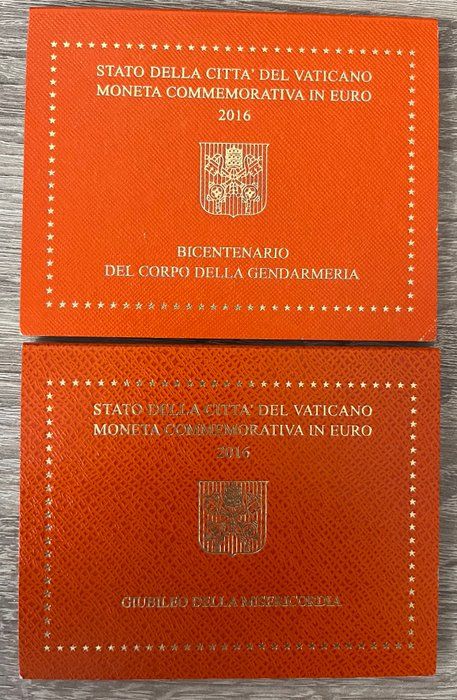 STATO DELLA CITTA' DEL VATICANO
MONETA COMMEMORATIVA IN EURO
2016
BICENTENARIO
DEL CORPO DELLA GENDARMERIA
STATO DELLA CITTA' DEL VATICANO
MONETA COMMEMORATIVA IN EURO
2016
GIUBILEO DELLA MISERICORDIA